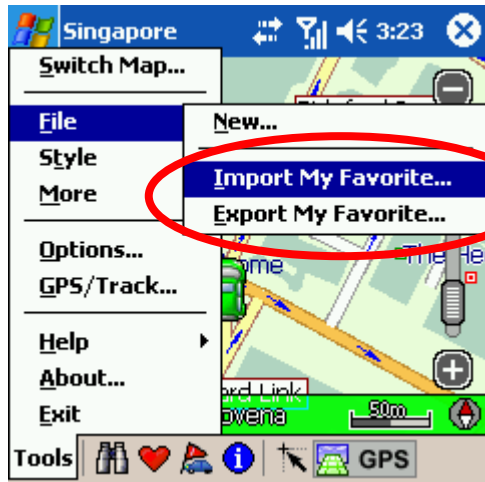 Singapore 3:23
Switch Map...
File
New...
Style
Import My Favorite...
More
Export My Favorite...
Options...
GPS/Track...
Help
About...
Exit
50m
Tools
GPS